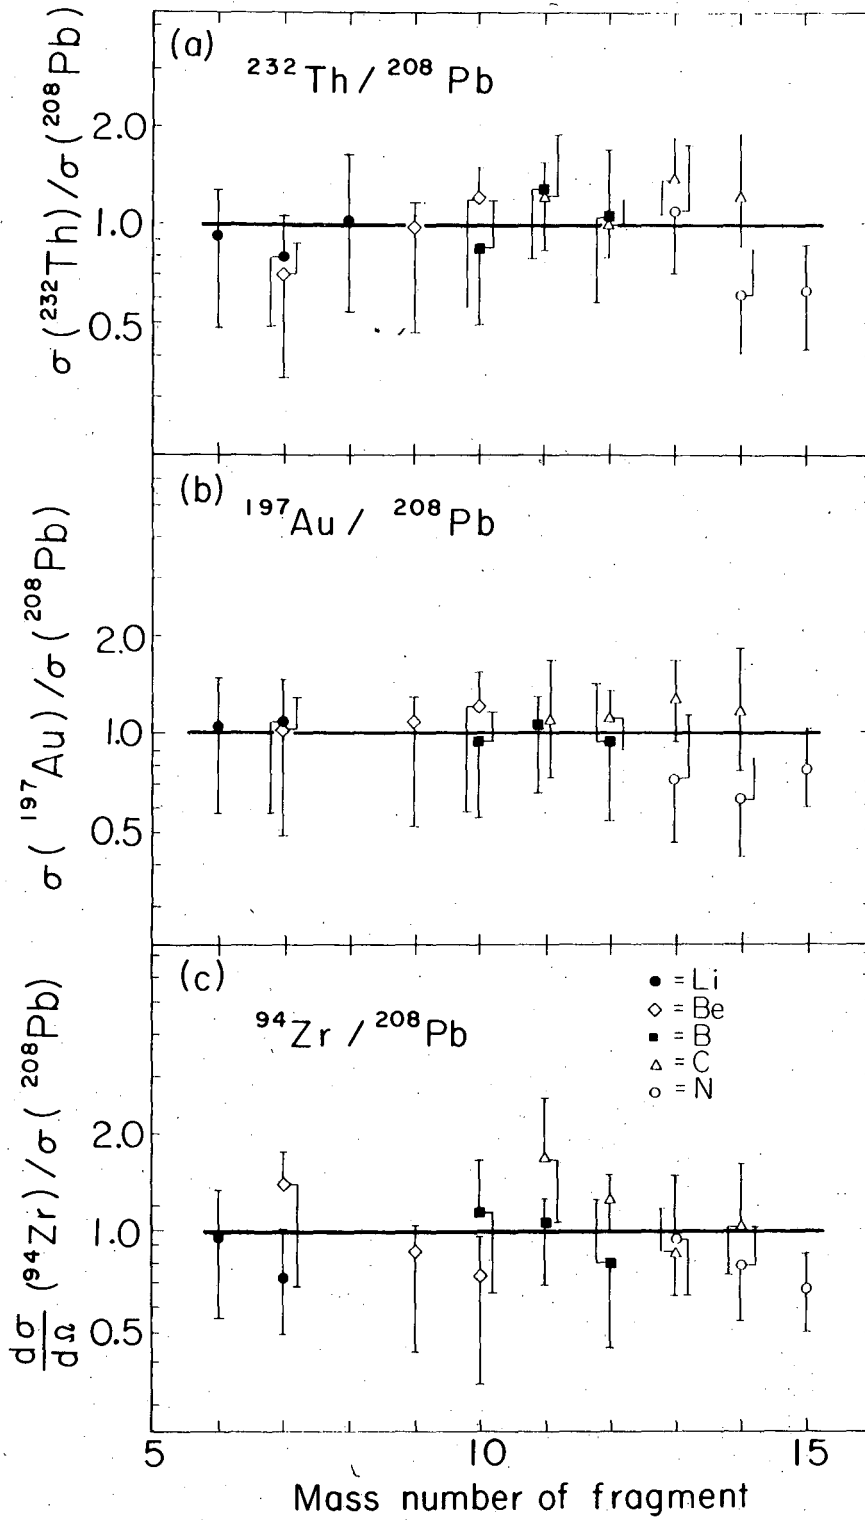 (a)
²³²Th / ²⁰⁸Pb
σ(²³²Th)/σ(²⁰⁸Pb)
2.0
1.0
0.5
(b)
¹⁹⁷Au / ²⁰⁸Pb
σ(¹⁹⁷Au)/σ(²⁰⁸Pb)
2.0
1.0
0.5
(c)
⁹⁴Zr / ²⁰⁸Pb
● = Li
◇ = Be
■ = B
△ = C
○ = N
dσ/dΩ (⁹⁴Zr)/σ(²⁰⁸Pb)
2.0
1.0
0.5
5 10 15
Mass number of fragment